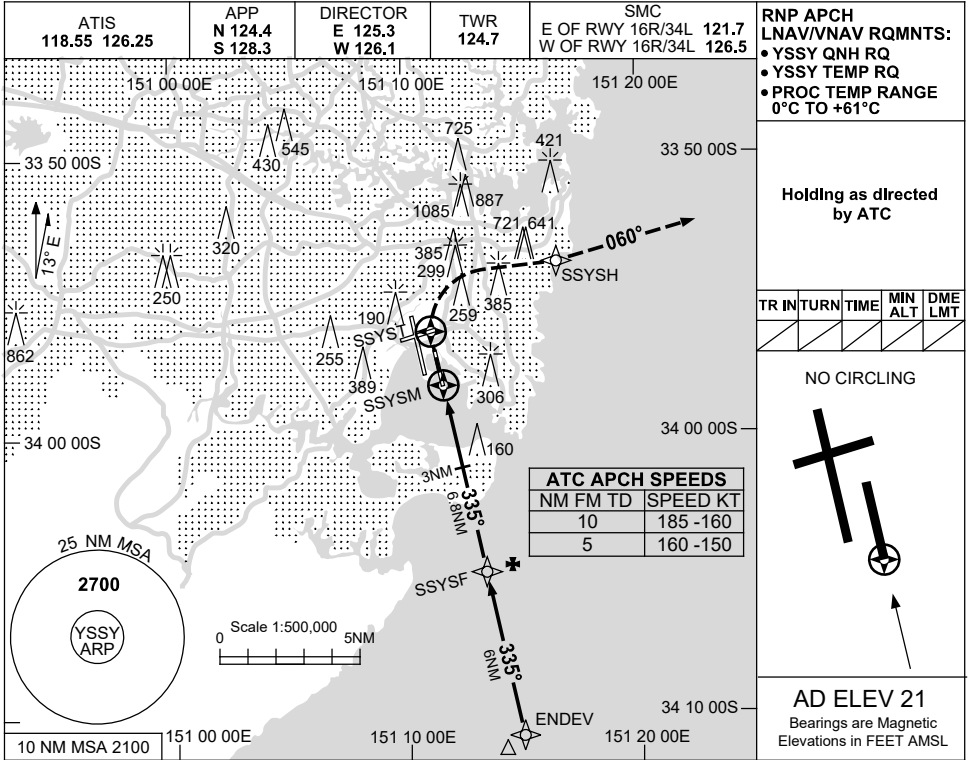 ATIS
118.55 126.25
APP
N 124.4
S 128.3
DIRECTOR
E 125.3
W 126.1
TWR
124.7
SMC
E OF RWY 16R/34L 121.7
W OF RWY 16R/34L 126.5
RNP APCH
LNAV/VNAV RQMNTS:
• YSSY QNH RQ
• YSSY TEMP RQ
• PROC TEMP RANGE
0°C TO +61°C
Holding as directed
by ATC
TR IN TURN TIME MIN ALT DME LMT
NO CIRCLING
AD ELEV 21
Bearings are Magnetic
Elevations in FEET AMSL
151 00 00E
151 10 00E
151 20 00E
33 50 00S
33 50 00S
545
430
725
421
887
1085
320
721 641
060°
SSYSH
13° E
385
299
385
250
259
190
SSYST
862
255
389
306
SSYSM
34 00 00S
34 00 00S
160
3NM
335°
6.8NM
ATC APCH SPEEDS
NM FM TD SPEED KT
10 185 -160
5 160 -150
25 NM MSA
2700
YSSY
ARP
SSYSF
Scale 1:500,000
0 5NM
335°
6NM
34 10 00S
ENDEV
10 NM MSA 2100
151 00 00E
151 10 00E
151 20 00E